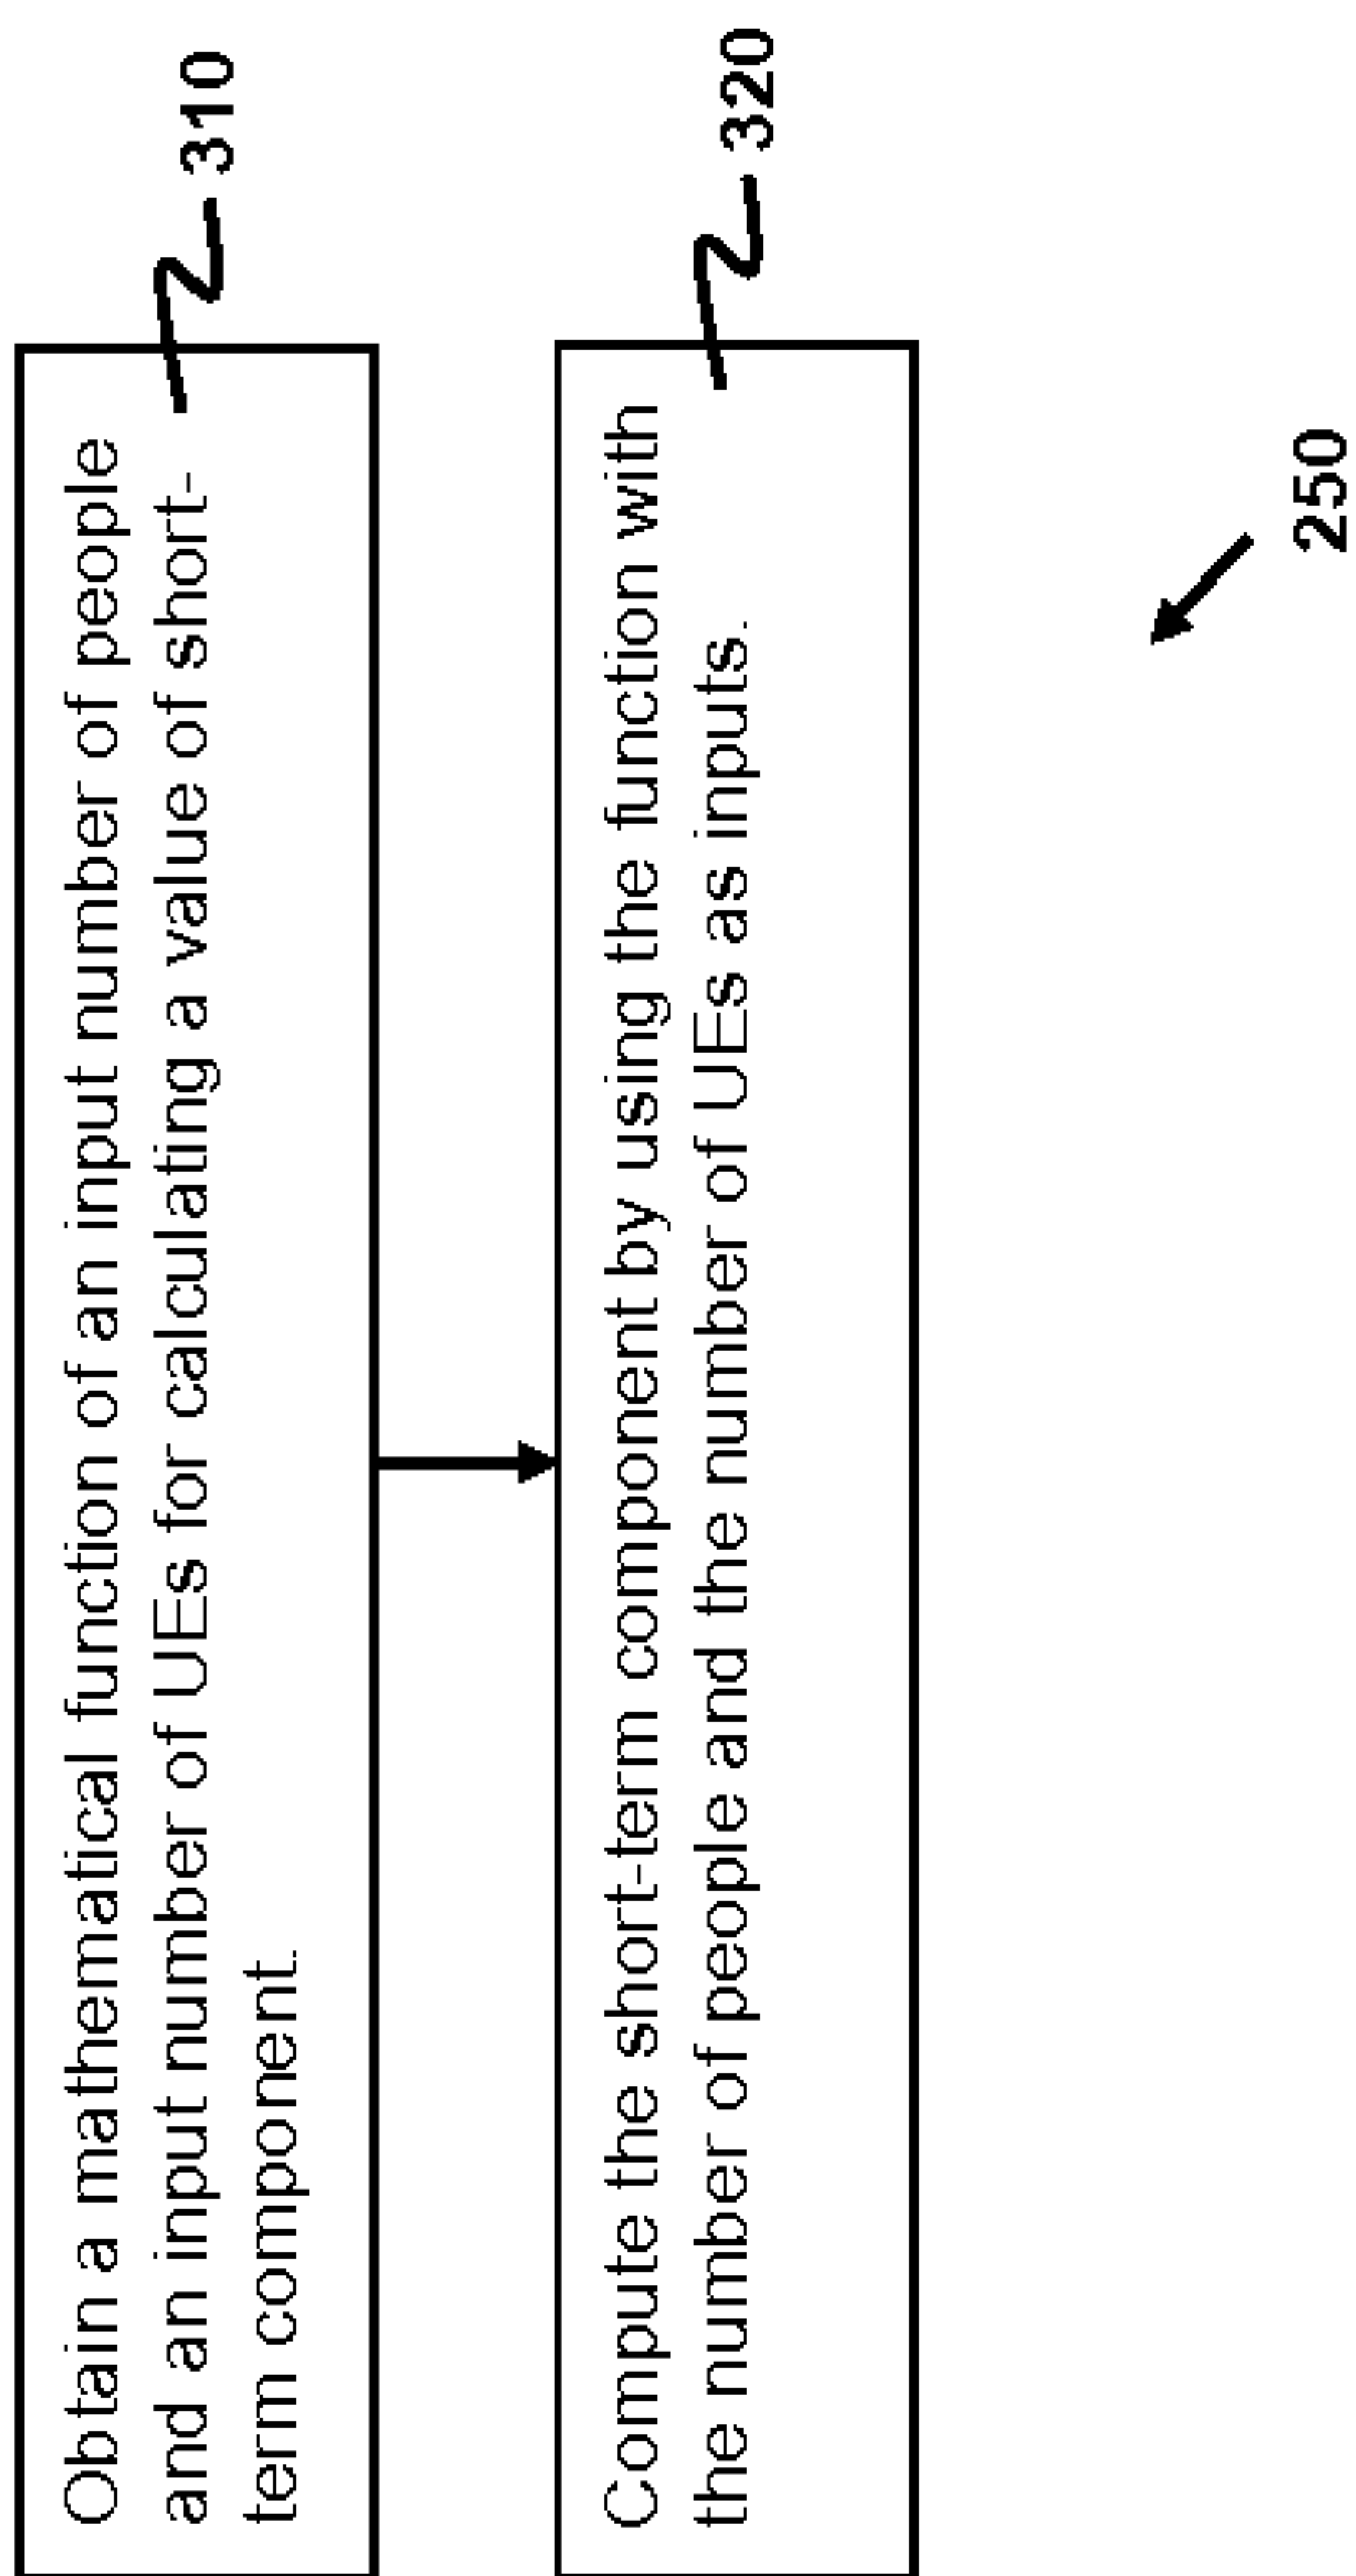 Obtain a mathematical function of an input number of people
and an input number of UEs for calculating a value of short-
term component.
310
Compute the short-term component by using the function with
the number of people and the number of UEs as inputs.
320
250